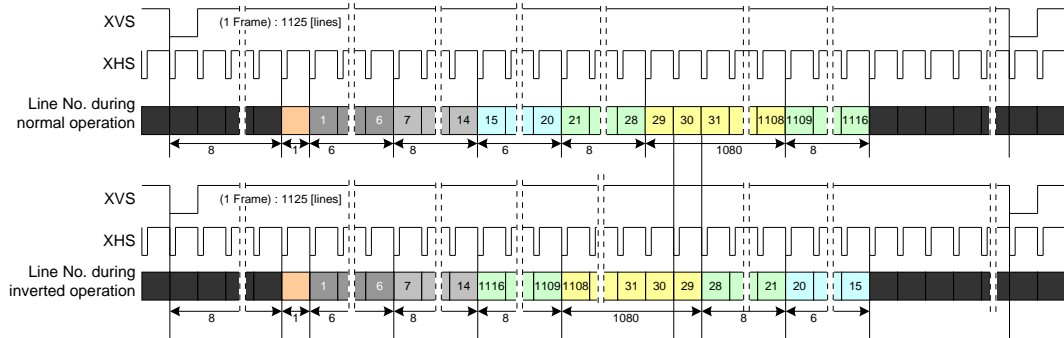 XVS
(1 Frame) : 1125 [lines]
XHS
Line No. during
normal operation
1 6 7 14 15 20 21 28 29 30 31 1108 1109 1116
8 1 6 8 6 8 1080 8
XVS
(1 Frame) : 1125 [lines]
XHS
Line No. during
inverted operation
1 6 7 14 1116 1109 1108 31 30 29 28 21 20 15
8 1 6 8 8 1080 8 6